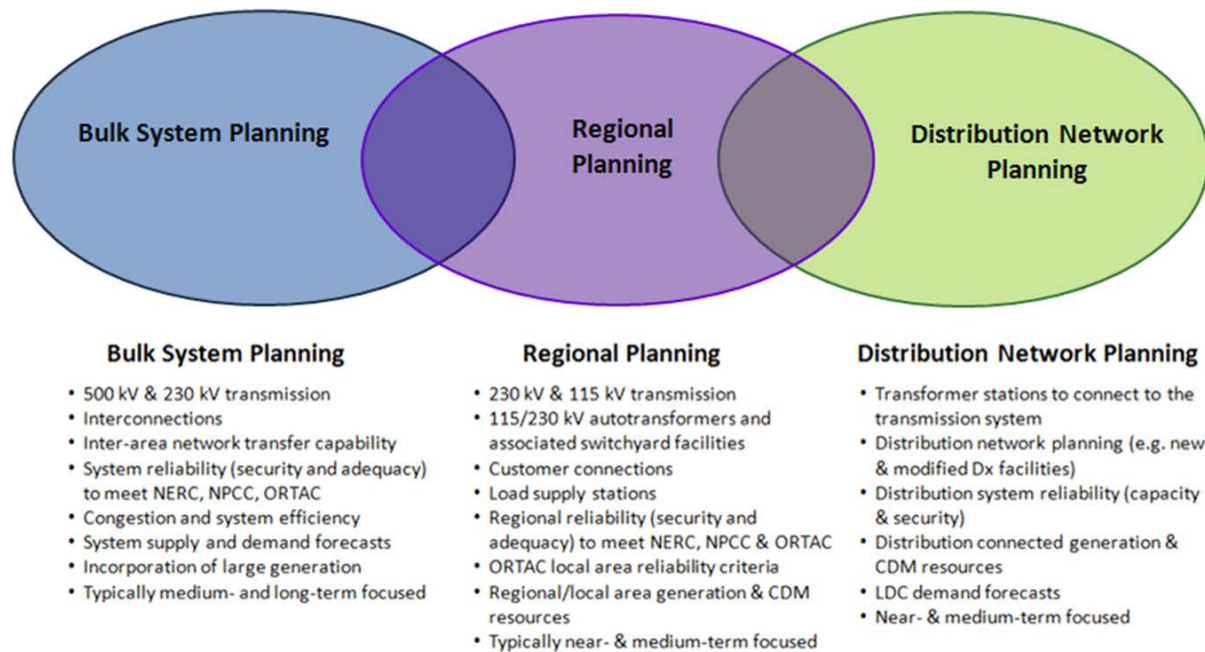 Bulk System Planning
Regional
Planning
Distribution Network
Planning
Bulk System Planning
• 500 kV & 230 kV transmission
• Interconnections
• Inter-area network transfer capability
• System reliability (security and adequacy)
to meet NERC, NPCC, ORTAC
• Congestion and system efficiency
• System supply and demand forecasts
• Incorporation of large generation
• Typically medium- and long-term focused
Regional Planning
• 230 kV & 115 kV transmission
• 115/230 kV autotransformers and
associated switchyard facilities
• Customer connections
• Load supply stations
• Regional reliability (security and
adequacy) to meet NERC, NPCC & ORTAC
• ORTAC local area reliability criteria
• Regional/local area generation & CDM
resources
• Typically near- & medium-term focused
Distribution Network Planning
• Transformer stations to connect to the
transmission system
• Distribution network planning (e.g. new
& modified Dx facilities)
• Distribution system reliability (capacity
& security)
• Distribution connected generation &
CDM resources
• LDC demand forecasts
• Near- & medium-term focused